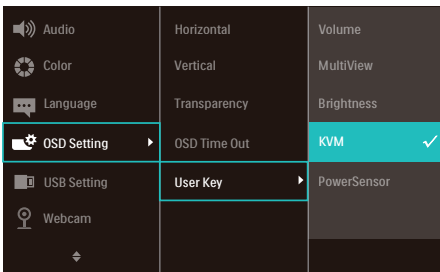 Audio
Color
Language
OSD Setting
USB Setting
Webcam
Horizontal
Vertical
Transparency
OSD Time Out
User Key
Volume
MultiView
Brightness
KVM
PowerSensor